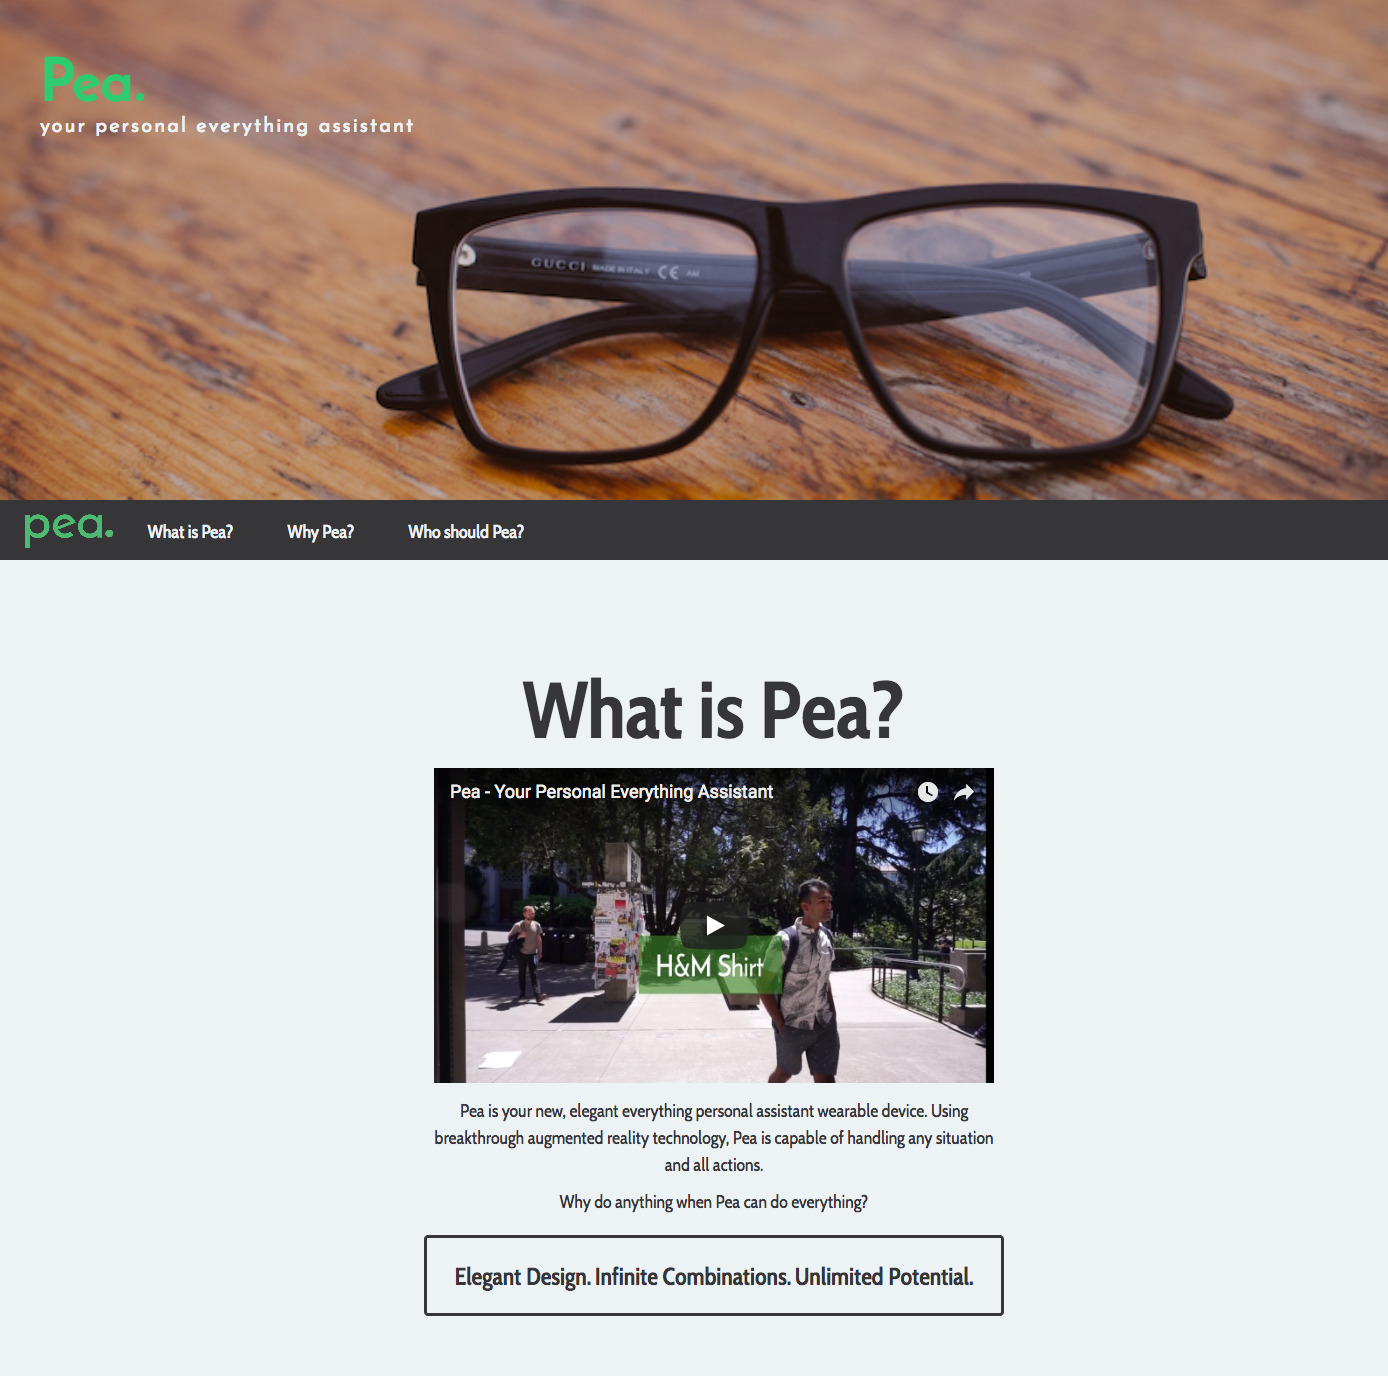 Pea.
your personal everything assistant
GUCCI MADE IN ITALY CE AM
pea.
What is Pea? Why Pea? Who should Pea?
What is Pea?
Pea - Your Personal Everything Assistant
H&M Shirt
Pea is your new, elegant everything personal assistant wearable device. Using
breakthrough augmented reality technology, Pea is capable of handling any situation
and all actions.
Why do anything when Pea can do everything?
Elegant Design. Infinite Combinations. Unlimited Potential.